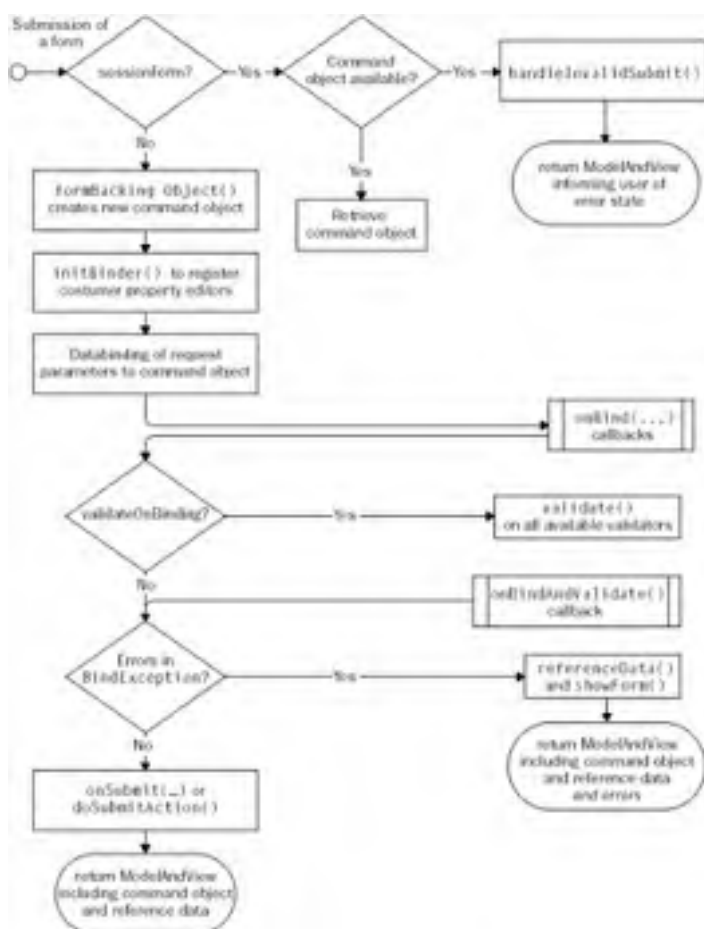 Submission of
a form
sessionForm?
Yes
Command
object available?
Yes
handleInvalidSubmit()
No
Yes
return ModelAndView
informing user of
error state
formBacking Object()
creates new command object
Retrieve
command object
initBinder() to register
costumer property editors
Databinding of request
parameters to command object
onBind(...)
callbacks
validateOnBinding?
Yes
validate()
on all available validators
No
onBindAndValidate()
callback
Errors in
BindException?
Yes
referenceData()
and showForm()
No
return ModelAndView
including command object
and reference data
and errors
onSubmit(…) or
doSubmitAction()
return ModelAndView
including command object
and reference data